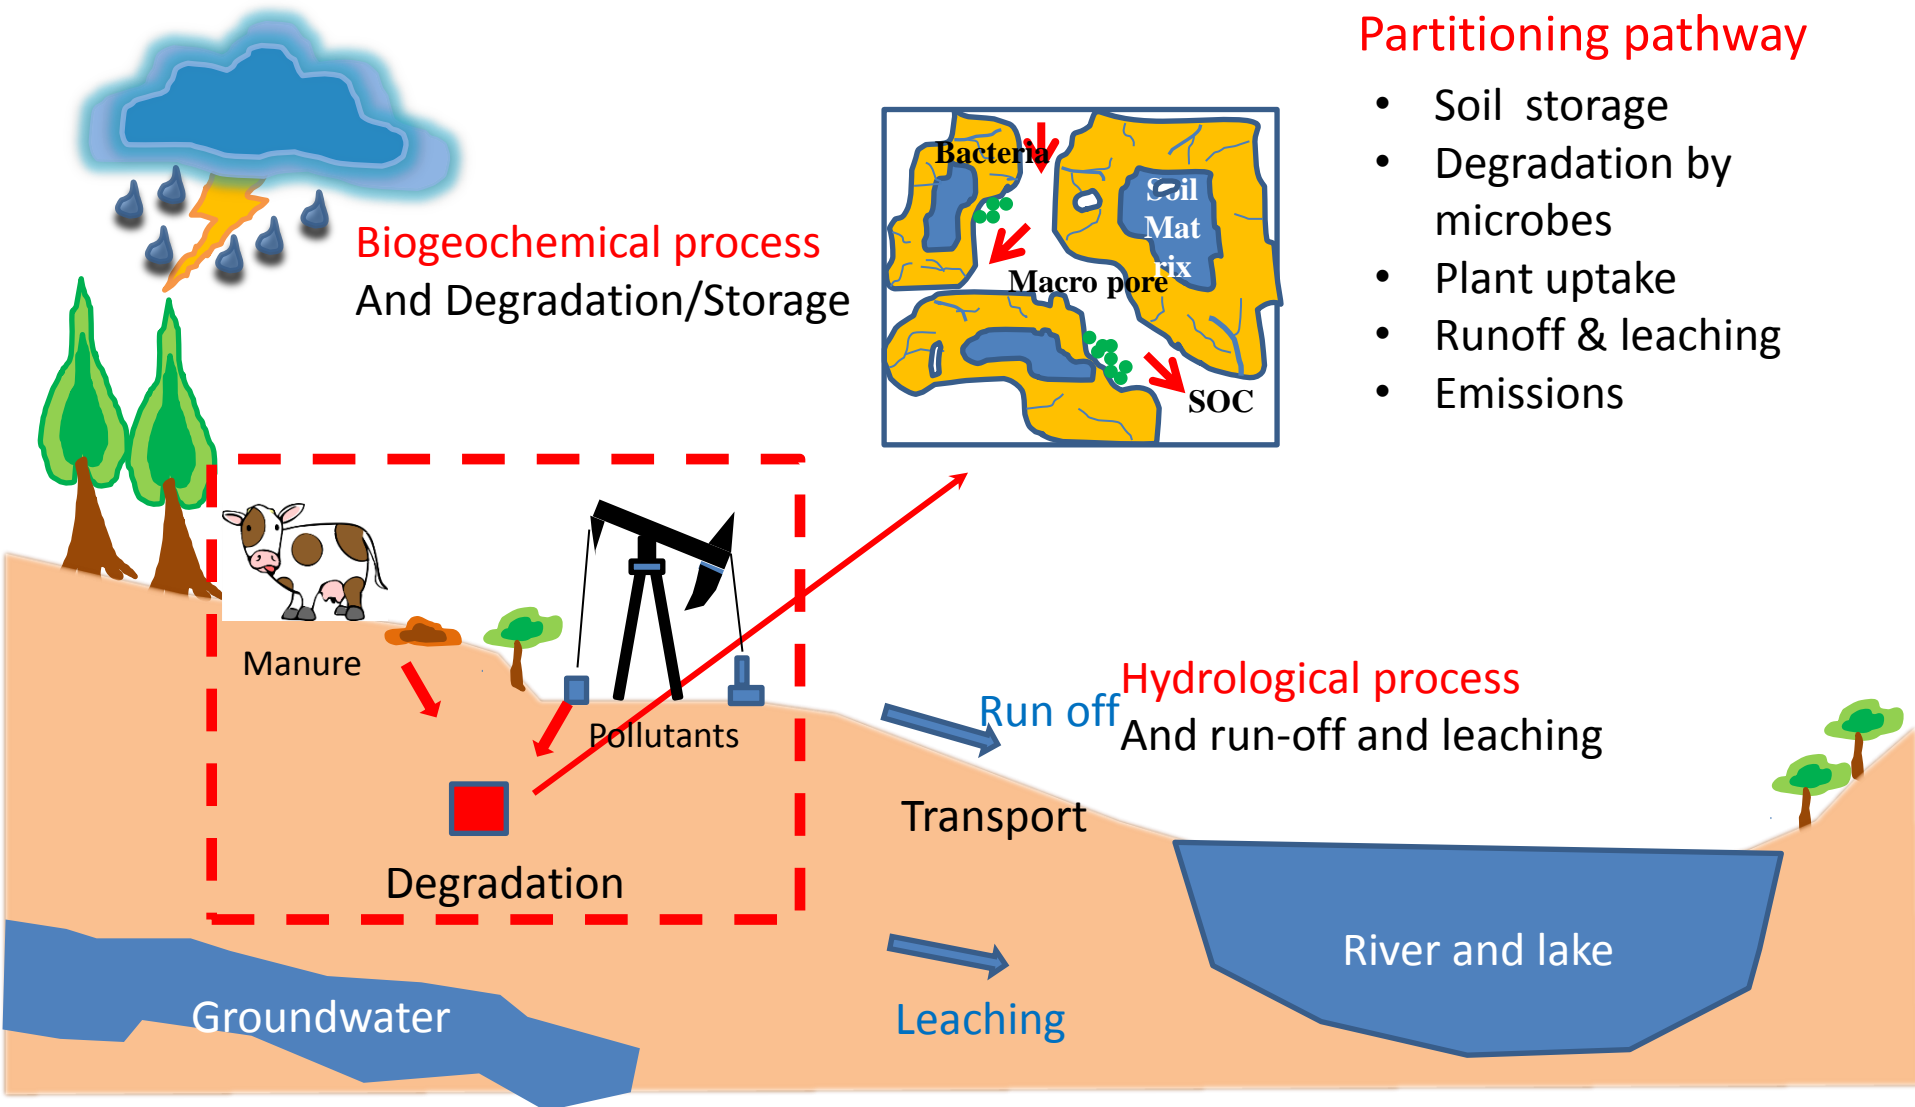 Partitioning pathway
• Soil storage
• Degradation by
microbes
• Plant uptake
• Runoff & leaching
• Emissions
Biogeochemical process
And Degradation/Storage
Bacteria
Soil
Mat
rix
Macro pore
SOC
Manure
Pollutants
Degradation
Run off
Hydrological process
And run-off and leaching
Transport
River and lake
Groundwater
Leaching